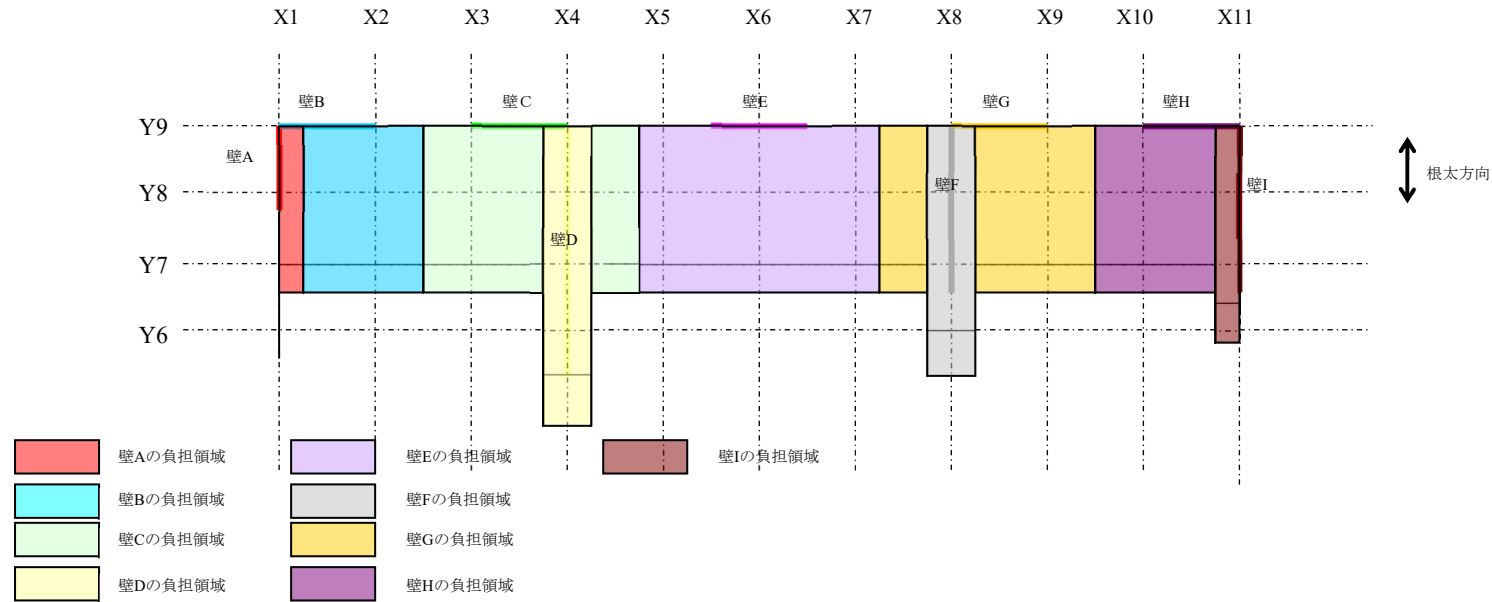 X1 X2 X3 X4 X5 X6 X7 X8 X9 X10 X11
壁B 壁C 壁E 壁G 壁H
Y9
壁A
Y8 壁F 壁I 根太方向
壁D
Y7
Y6
壁Aの負担領域 壁Eの負担領域 壁Iの負担領域
壁Bの負担領域 壁Fの負担領域
壁Cの負担領域 壁Gの負担領域
壁Dの負担領域 壁Hの負担領域